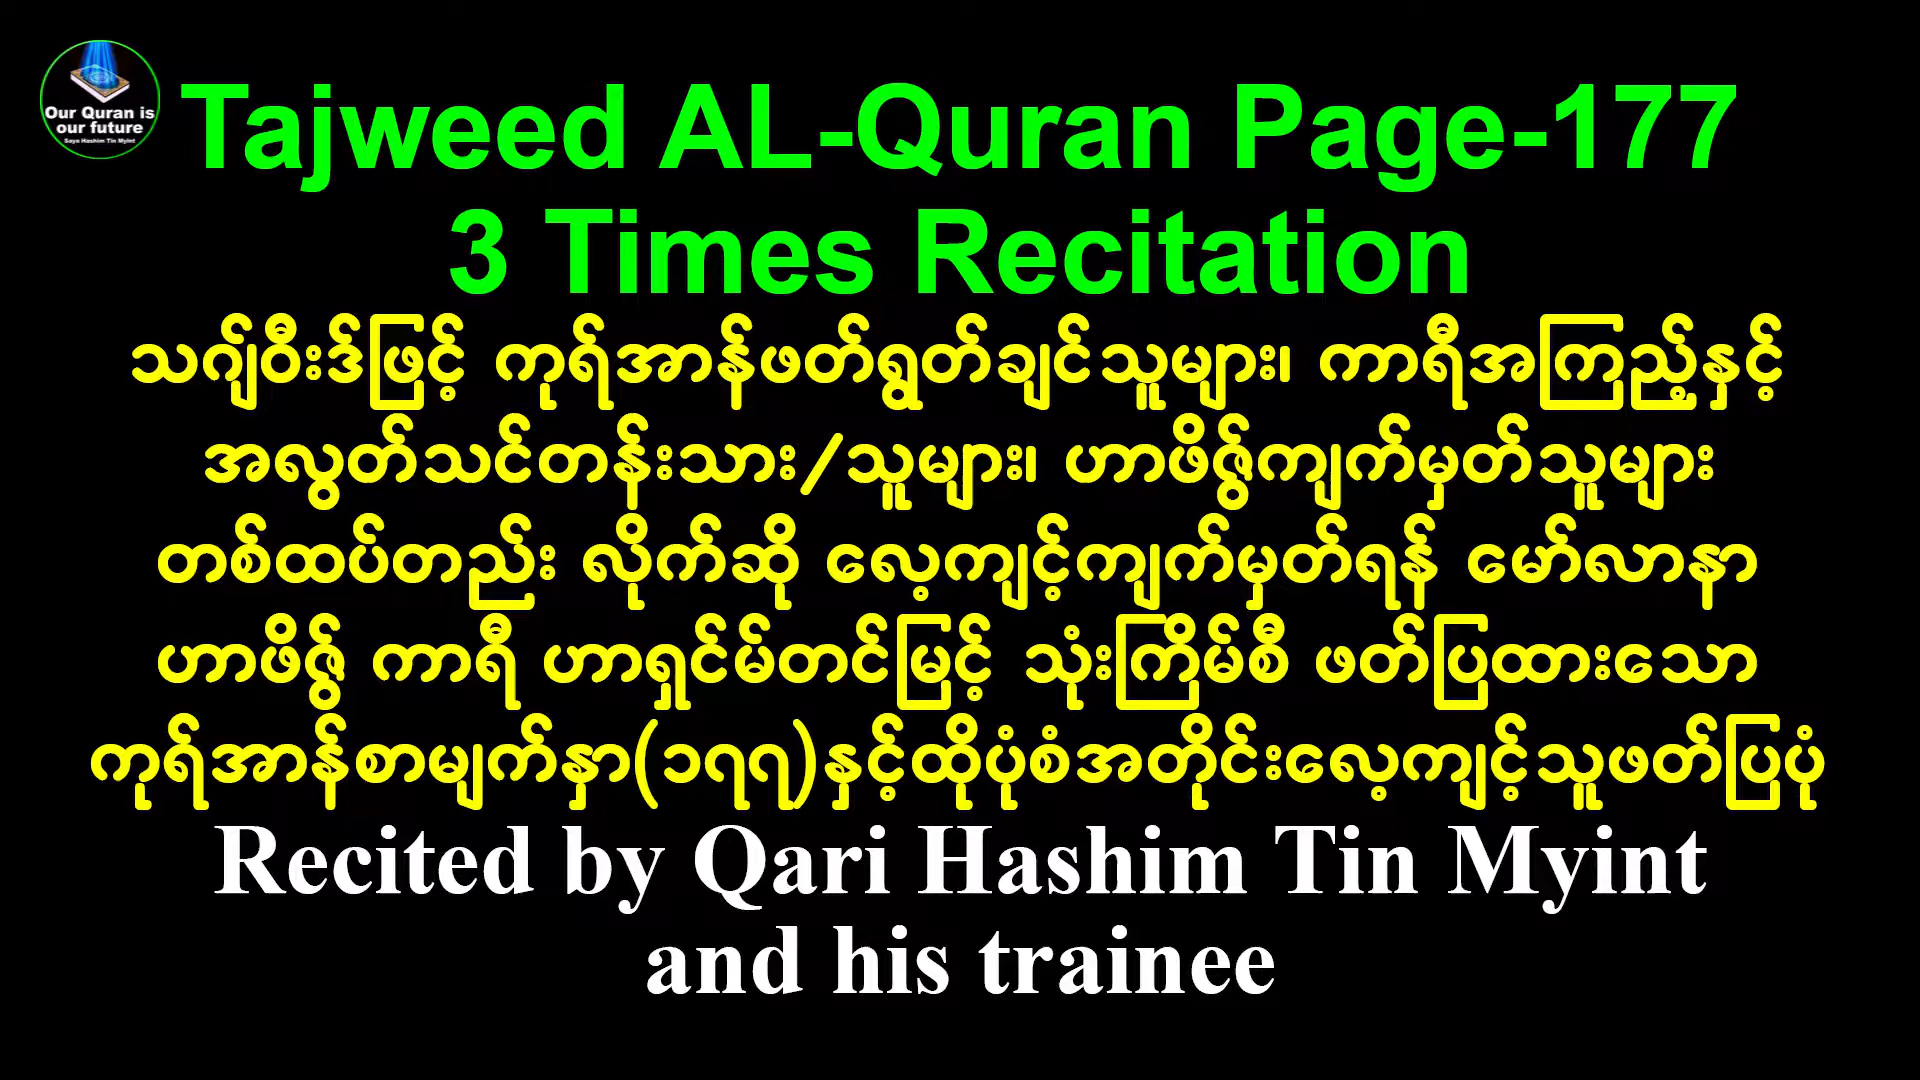 Our Quran is
our future
Saya Hashim Tin Myint
Tajweed AL-Quran Page-177
3 Times Recitation
သဂျ်ဝီးဒ်ဖြင့် ကုရ်အာန်ဖတ်ရွတ်ချင်သူများ၊ ကာရီအကြည့်နှင့်
အလွတ်သင်တန်းသား/သူများ၊ ဟာဖိဇွ်ကျက်မှတ်သူများ
တစ်ထပ်တည်း လိုက်ဆို လေ့ကျင့်ကျက်မှတ်ရန် မော်လာနာ
ဟာဖိဇွ် ကာရီ ဟာရှင်မ်တင်မြင့် သုံးကြိမ်စီ ဖတ်ပြထားသော
ကုရ်အာန်စာမျက်နှာ(၁၇၇)နှင့်ထိုပုံစံအတိုင်းလေ့ကျင့်သူဖတ်ပြပုံ
Recited by Qari Hashim Tin Myint
and his trainee